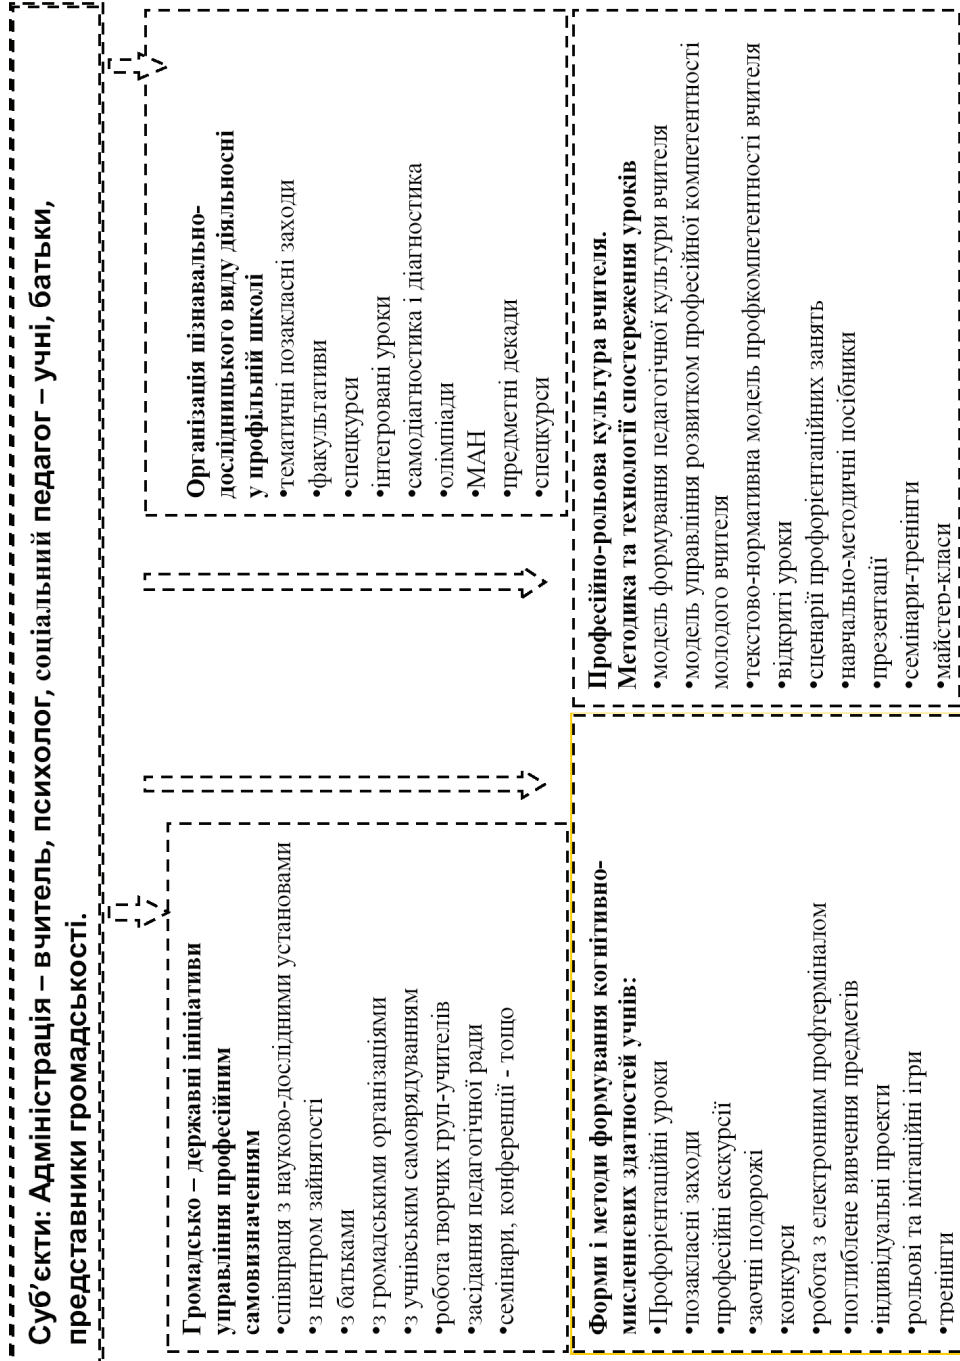 Суб’єкти: Адміністрація – вчитель, психолог, соціальний педагог – учні, батьки,
представники громадськості.
Громадсько – державні ініціативи
управління професійним
самовизначенням
•співпраця з науково-дослідними установами
•з центром зайнятості
•з батьками
•з громадськими організаціями
•з учнівським самоврядуванням
•робота творчих груп-учителів
•засідання педагогічної ради
•семінари, конференції - тощо
Організація пізнавально-
дослідницького виду діяльносні
у профільній школі
•тематичні позакласні заходи
•факультативи
•спецкурси
•інтегровані уроки
•самодіагностика і діагностика
•олімпіади
•МАН
•предметні декади
•спецкурси
Форми і методи формування когнітивно-
мисленнєвих здатностей учнів:
•Профорієнтаційні уроки
•позакласні заходи
•професійні екскурсії
•заочні подорожі
•конкурси
•робота з електронним профтерміналом
•поглиблене вивчення предметів
•індивідуальні проекти
•рольові та імітаційні ігри
•тренінги
Професійно-рольова культура вчителя.
Методика та технології спостереження уроків
•модель формування педагогічної культури вчителя
•модель управління розвитком професійної компетентності
молодого вчителя
•текстово-нормативна модель профкомпетентності вчителя
•відкриті уроки
•сценарії профорієнтаційних занять
•навчально-методичні посібники
•презентації
•семінари-тренінги
•майстер-класи